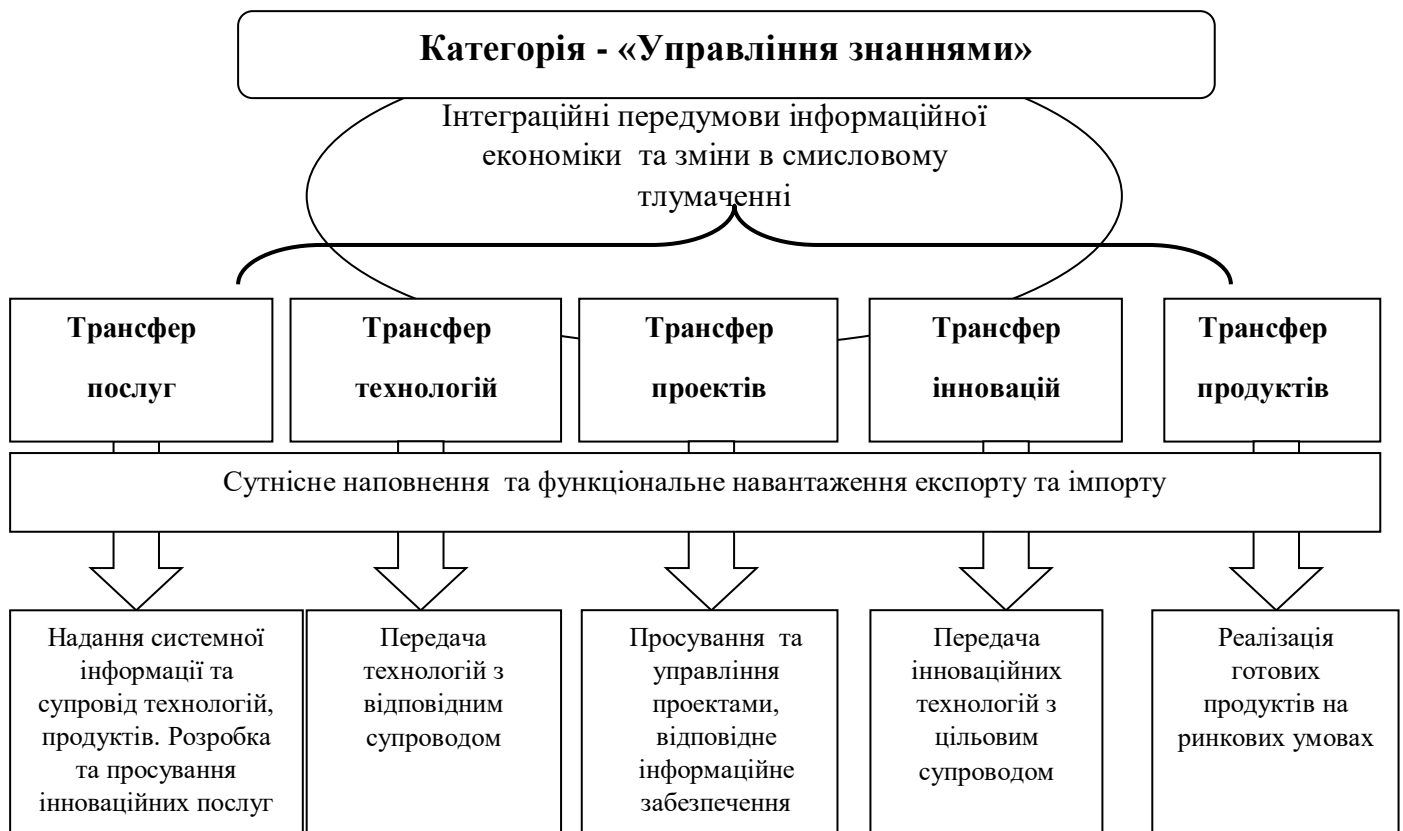 Категорія - «Управління знаннями»
Інтеграційні передумови інформаційної
економіки та зміни в смисловому
тлумаченні
Трансфер
послуг
Трансфер
технологій
Трансфер
проектів
Трансфер
інновацій
Трансфер
продуктів
Сутнісне наповнення та функціональне навантаження експорту та імпорту
Надання системної
інформації та
супровід технологій,
продуктів. Розробка
та просування
інноваційних послуг
Передача
технологій з
відповідним
супроводом
Просування та
управління
проектами,
відповідне
інформаційне
забезпечення
Передача
інноваційних
технологій з
цільовим
супроводом
Реалізація
готових
продуктів на
ринкових умовах